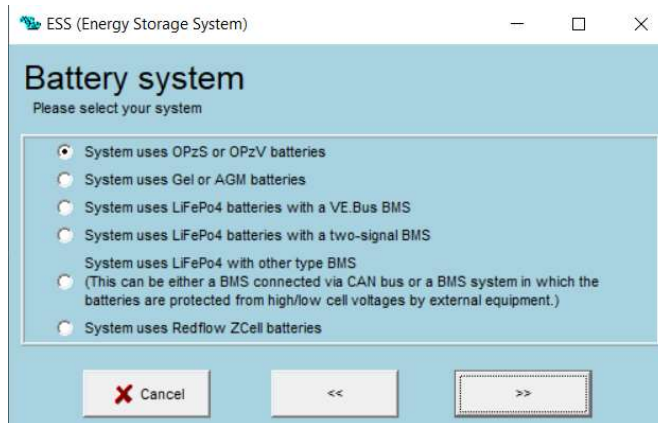 ESS (Energy Storage System)
Battery system
Please select your system
System uses OPzS or OPzV batteries
System uses Gel or AGM batteries
System uses LiFePo4 batteries with a VE.Bus BMS
System uses LiFePo4 batteries with a two-signal BMS
System uses LiFePo4 with other type BMS
(This can be either a BMS connected via CAN bus or a BMS system in which the
batteries are protected from high/low cell voltages by external equipment.)
System uses Redflow ZCell batteries
Cancel
<<
>>